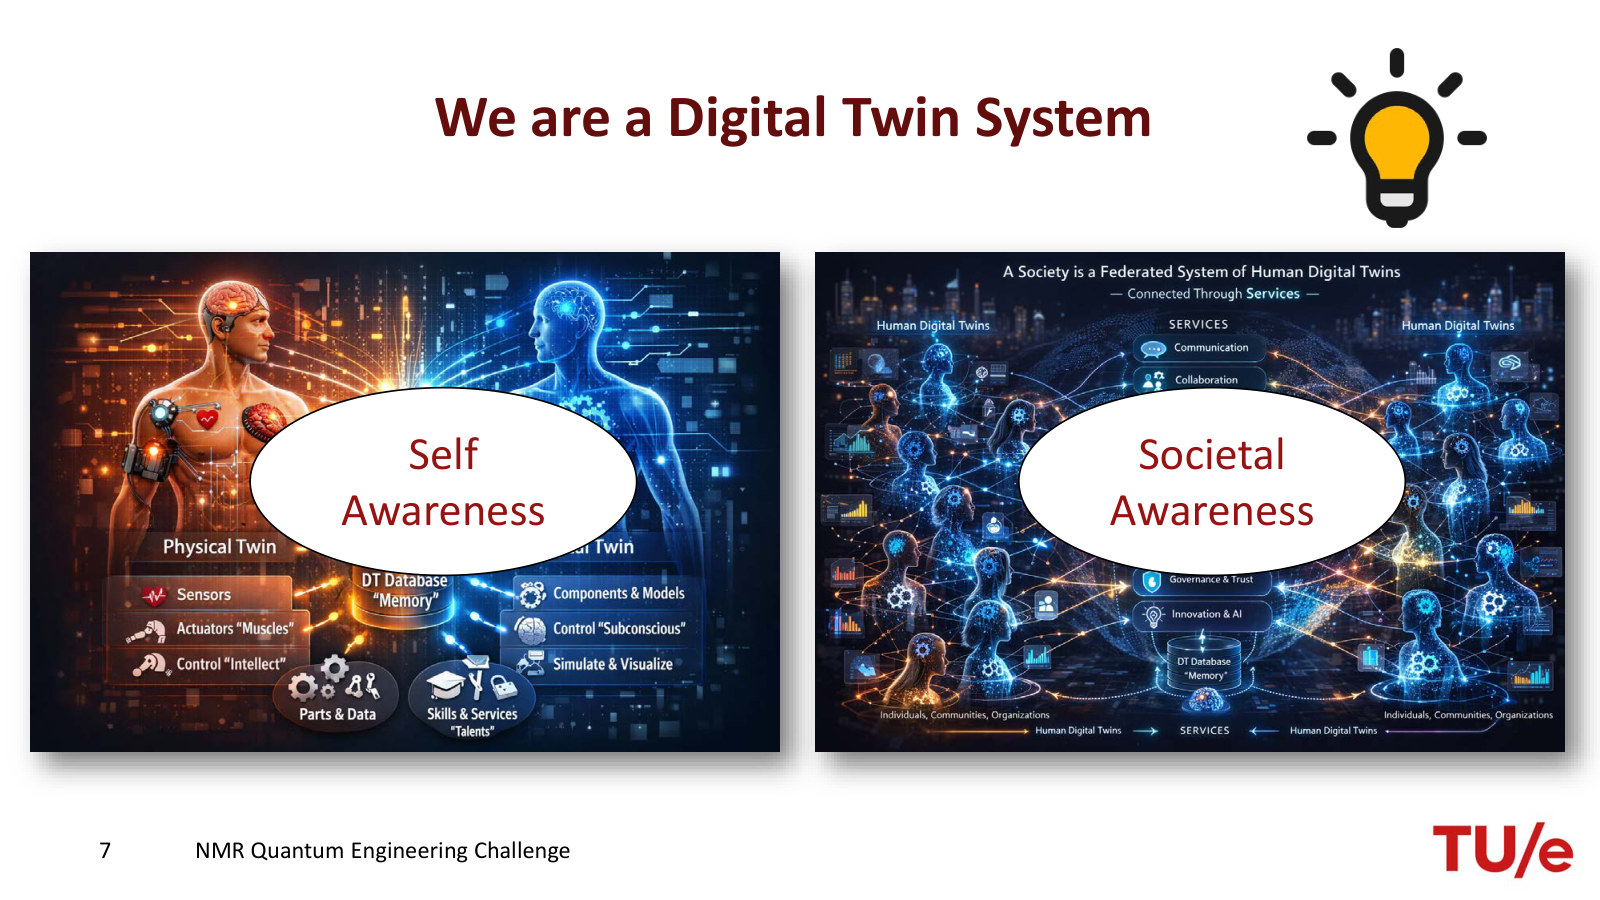 We are a Digital Twin System
Self
Awareness
Physical Twin
Twin
DT Database
"Memory"
Sensors
Actuators "Muscles"
Control "Intellect"
Components & Models
Control "Subconscious"
Simulate & Visualize
Parts & Data
Skills & Services
"Talents"
A Society is a Federated System of Human Digital Twins
— Connected Through Services —
Human Digital Twins
SERVICES
Human Digital Twins
Communication
Collaboration
Societal
Awareness
Governance & Trust
Innovation & AI
DT Database
"Memory"
Individuals, Communities, Organizations
Individuals, Communities, Organizations
Human Digital Twins
SERVICES
Human Digital Twins
7
NMR Quantum Engineering Challenge
TU/e